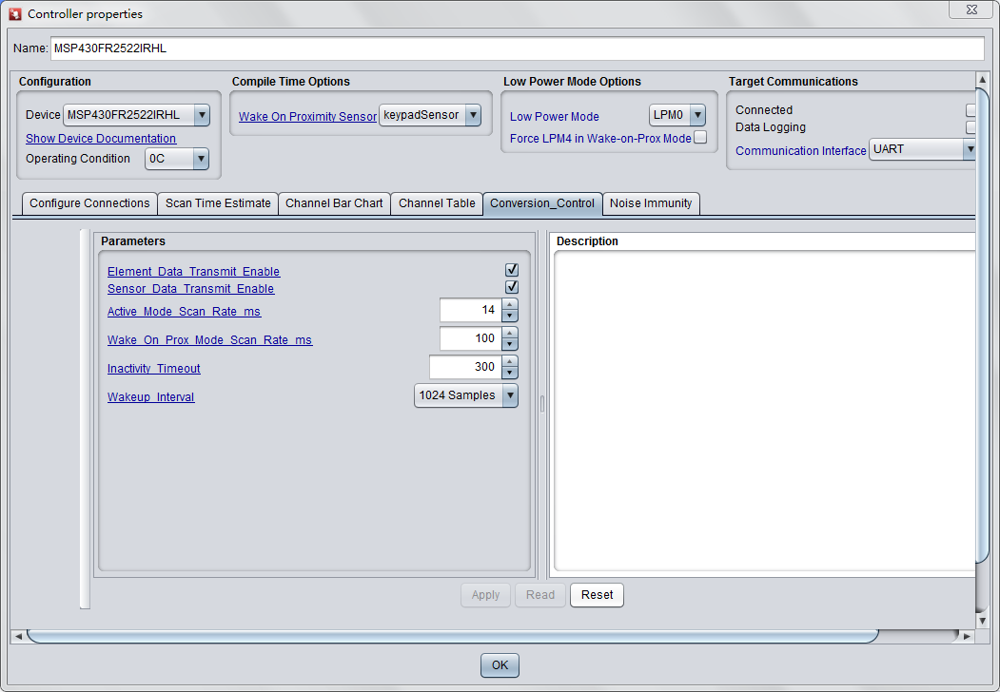 Controller properties
Name: MSP430FR2522IRHL
Configuration
Device MSP430FR2522IRHL
Show Device Documentation
Operating Condition 0C
Compile Time Options
Wake On Proximity Sensor keypadSensor
Low Power Mode Options
Low Power Mode LPM0
Force LPM4 in Wake-on-Prox Mode
Target Communications
Connected
Data Logging
Communication Interface UART
Configure Connections Scan Time Estimate Channel Bar Chart Channel Table Conversion_Control Noise Immunity
Parameters
Element_Data_Transmit_Enable
Sensor_Data_Transmit_Enable
Active_Mode_Scan_Rate_ms 14
Wake_On_Prox_Mode_Scan_Rate_ms 100
Inactivity_Timeout 300
Wakeup_Interval 1024 Samples
Description
Apply Read Reset
OK